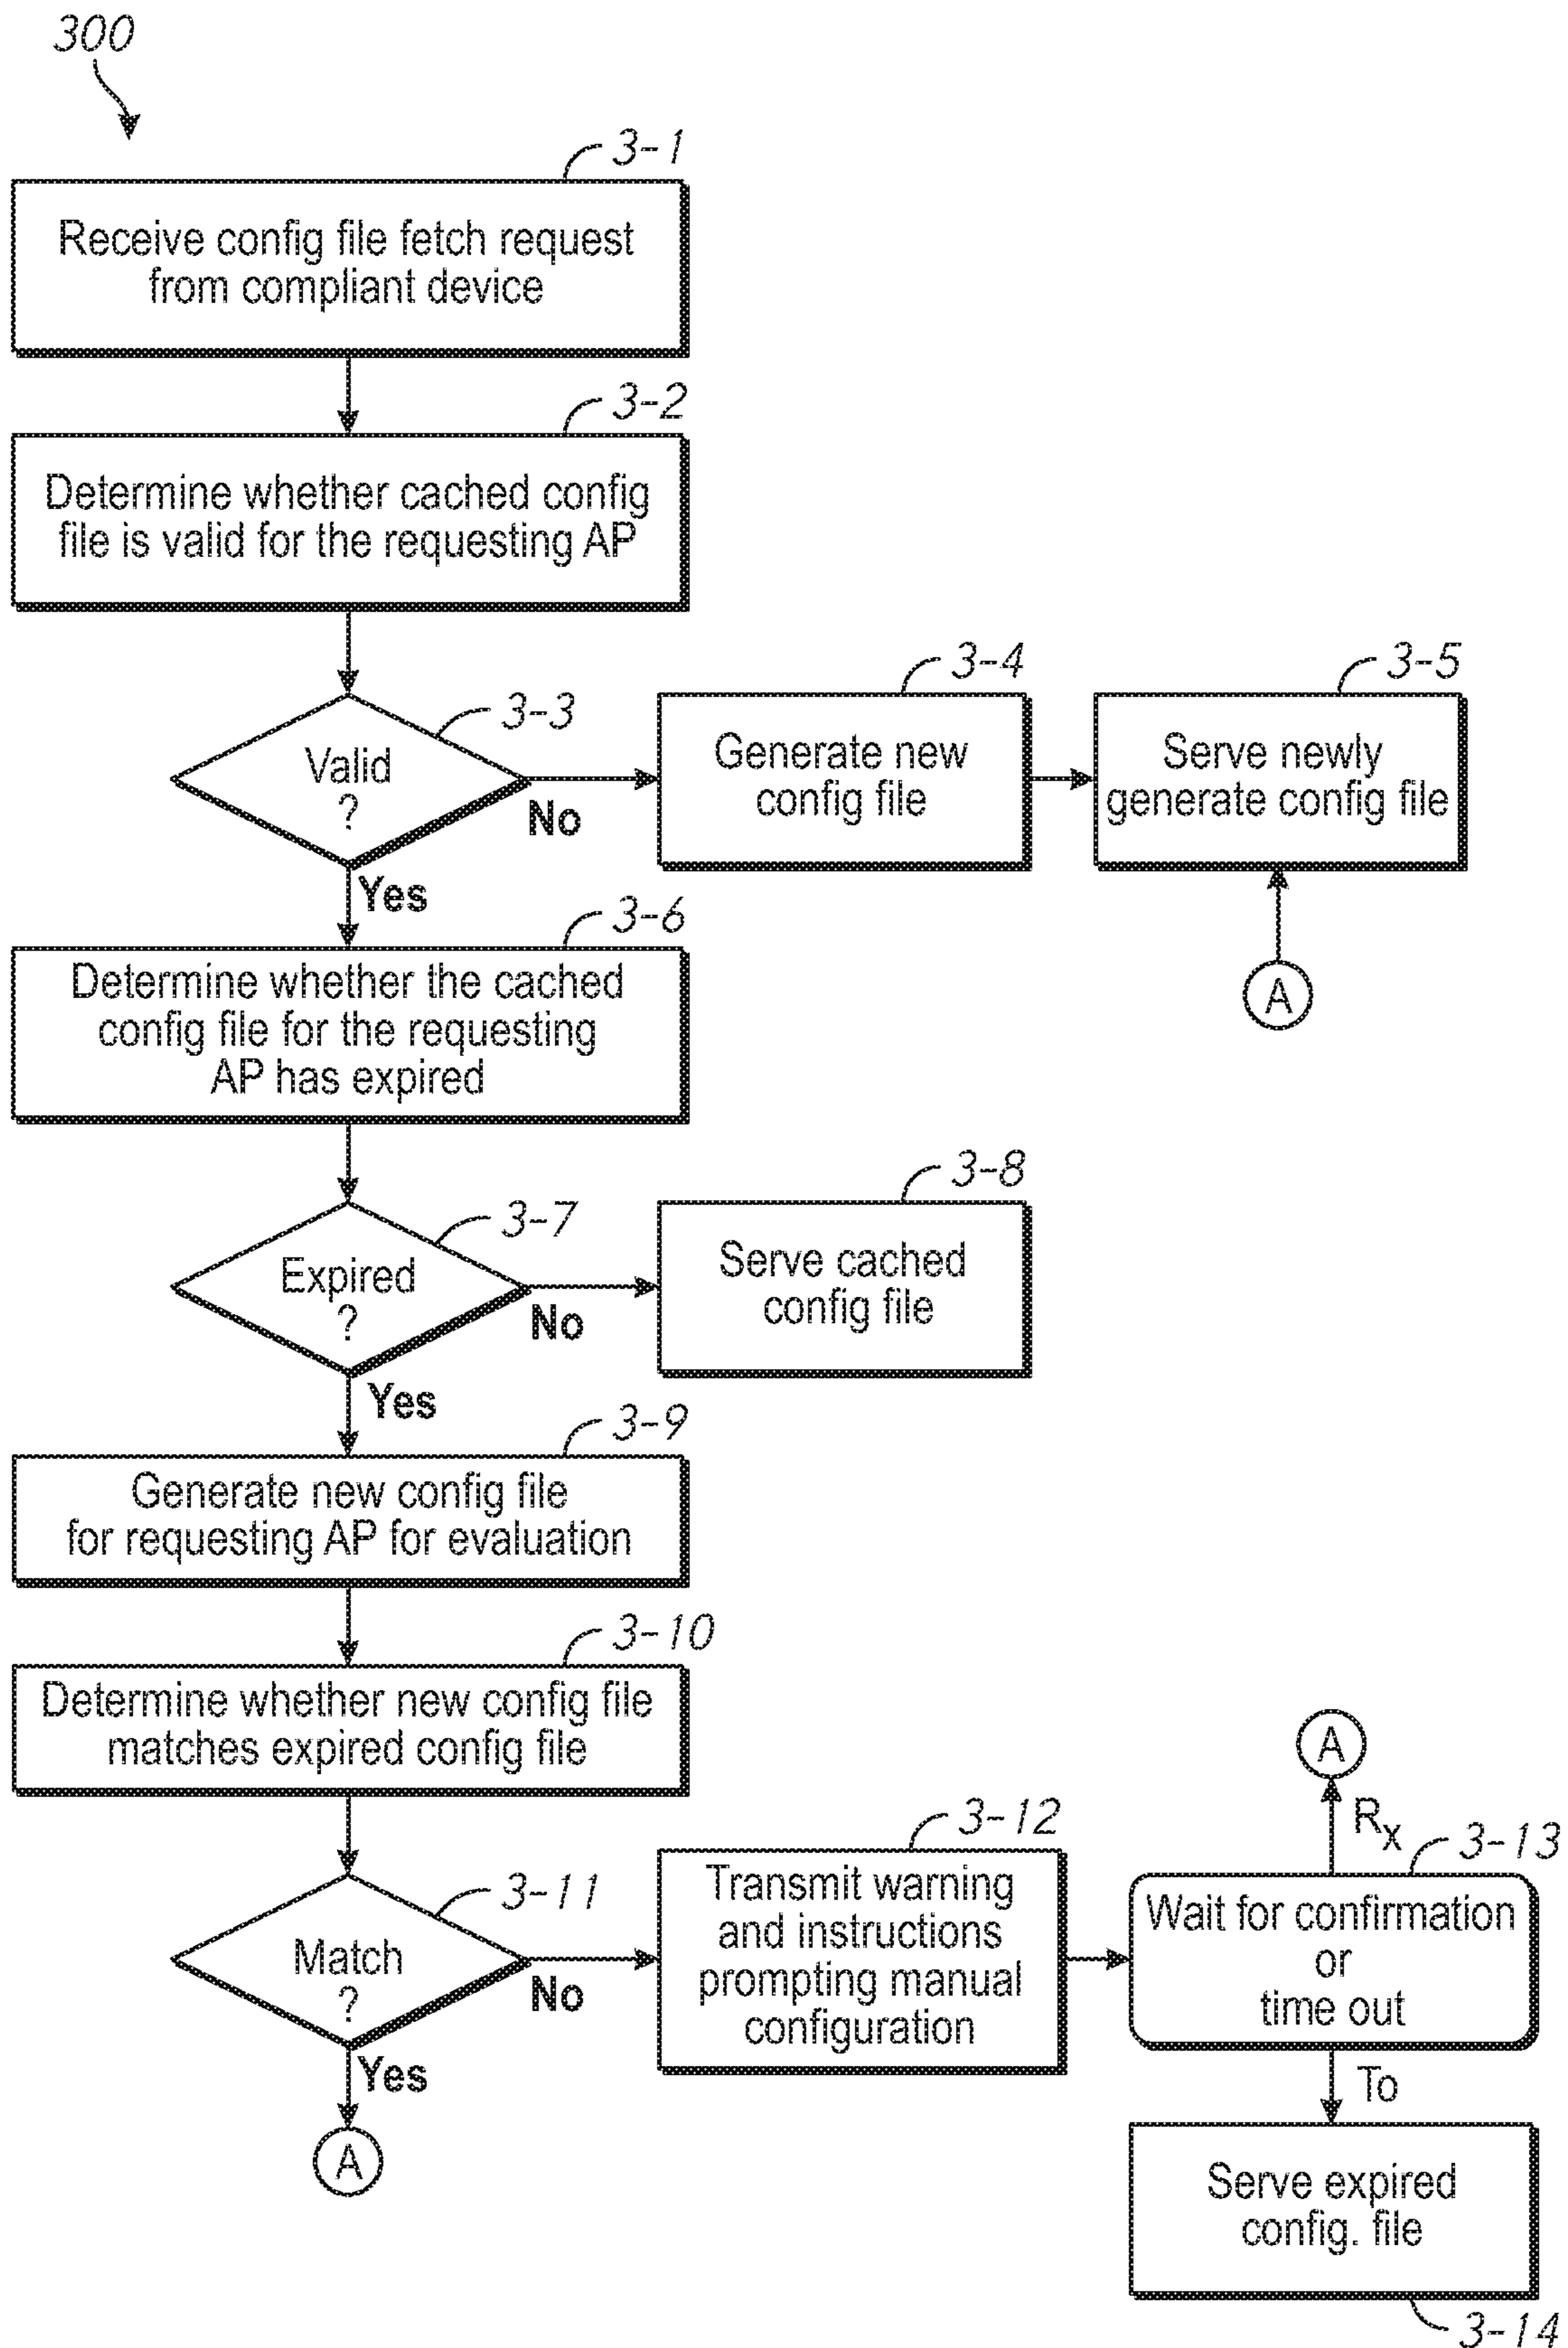 300
3-1
Receive config file fetch request
from compliant device
3-2
Determine whether cached config
file is valid for the requesting AP
3-3
Valid
?
No
Yes
3-4
Generate new
config file
3-5
Serve newly
generate config file
A
3-6
Determine whether the cached
config file for the requesting
AP has expired
3-7
Expired
?
No
Yes
3-8
Serve cached
config file
3-9
Generate new config file
for requesting AP for evaluation
3-10
Determine whether new config file
matches expired config file
3-11
Match
?
No
Yes
A
3-12
Transmit warning
and instructions
prompting manual
configuration
A
Rx
3-13
Wait for confirmation
or
time out
To
Serve expired
config. file
3-14